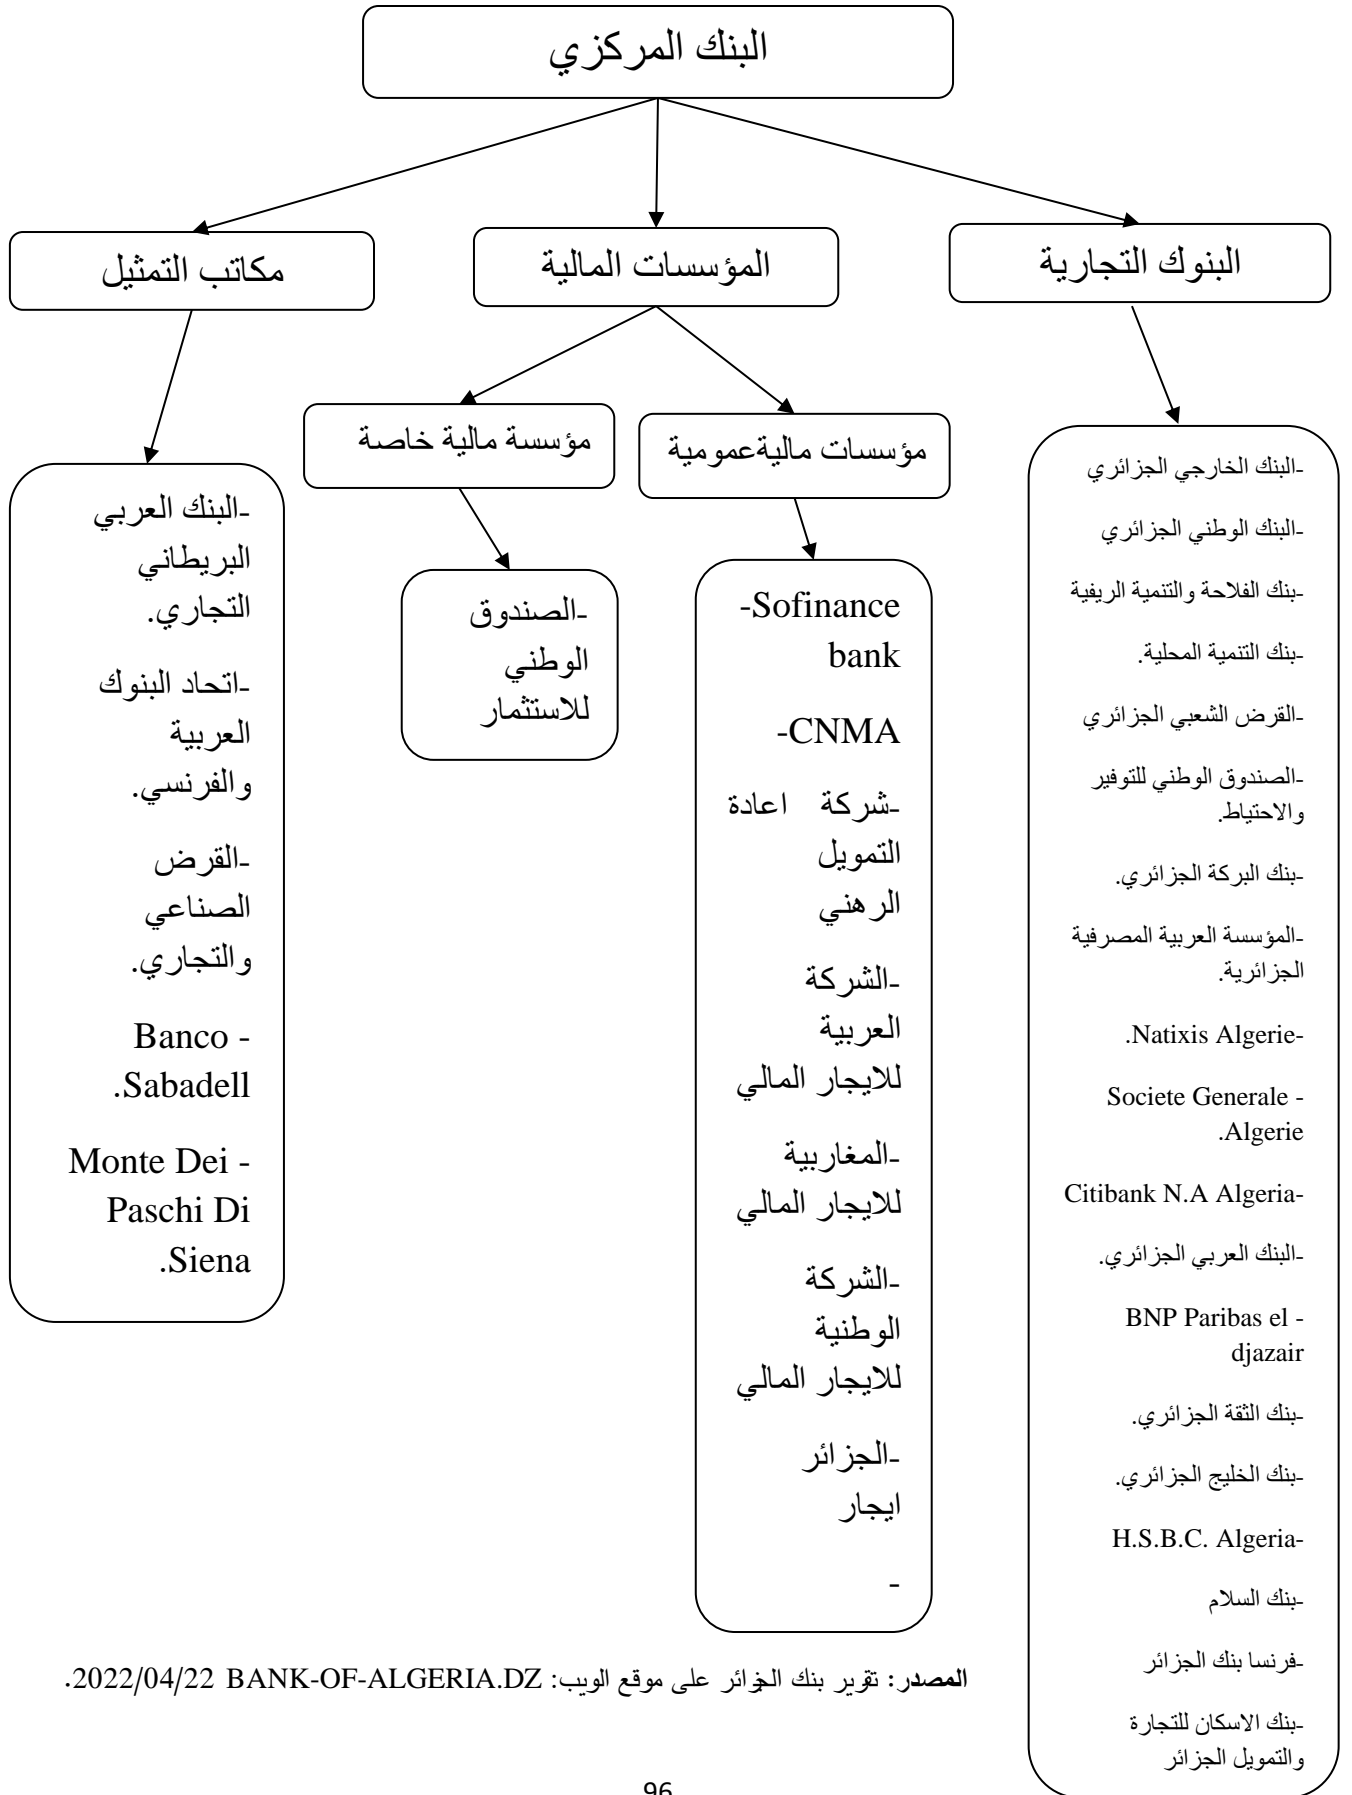 البنك المركزي
البنوك التجارية
المؤسسات المالية
مكاتب التمثيل
مؤسسات ماليةعمومية
مؤسسة مالية خاصة
-البنك الخارجي الجزائري
-البنك الوطني الجزائري
-بنك الفلاحة والتنمية الريفية
-بنك التنمية المحلية.
-القرض الشعبي الجزائري
-الصندوق الوطني للتوفير
والاحتياط.
-بنك البركة الجزائري.
-المؤسسة العربية المصرفية
الجزائرية.
.Natixis Algerie-
Societe Generale -
.Algerie
Citibank N.A Algeria-
-البنك العربي الجزائري.
BNP Paribas el -
djazair
-بنك الثقة الجزائري.
-بنك الخليج الجزائري.
H.S.B.C. Algeria-
-بنك السلام
-فرنسا بنك الجزائر
-بنك الاسكان للتجارة
والتمويل الجزائر
-Sofinance
bank
-CNMA
-شركة اعادة
التمويل
الرهني
-الشركة
العربية
للايجار المالي
-المغاربية
للايجار المالي
-الشركة
الوطنية
للايجار المالي
-الجزائر
ايجار
-
-الصندوق
الوطني
للاستثمار
-البنك العربي
البريطاني
التجاري.
-اتحاد البنوك
العربية
والفرنسي.
-القرض
الصناعي
والتجاري.
Banco -
.Sabadell
Monte Dei -
Paschi Di
.Siena
المصدر: تقرير بنك الجزائر على موقع الويب: BANK-OF-ALGERIA.DZ 2022/04/22.
96